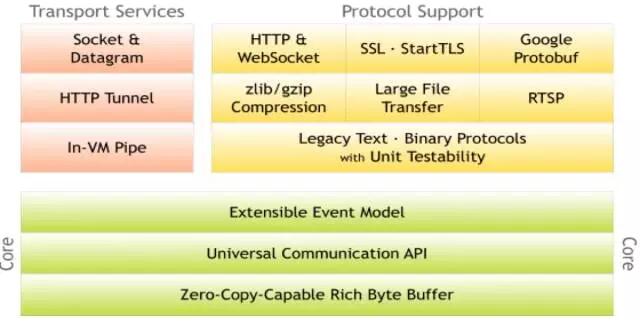 Transport Services
Protocol Support
Socket &
Datagram
HTTP &
WebSocket
SSL · StartTLS
Google
Protobuf
HTTP Tunnel
zlib/gzip
Compression
Large File
Transfer
RTSP
In-VM Pipe
Legacy Text · Binary Protocols
with Unit Testability
Core
Extensible Event Model
Universal Communication API
Zero-Copy-Capable Rich Byte Buffer
Core